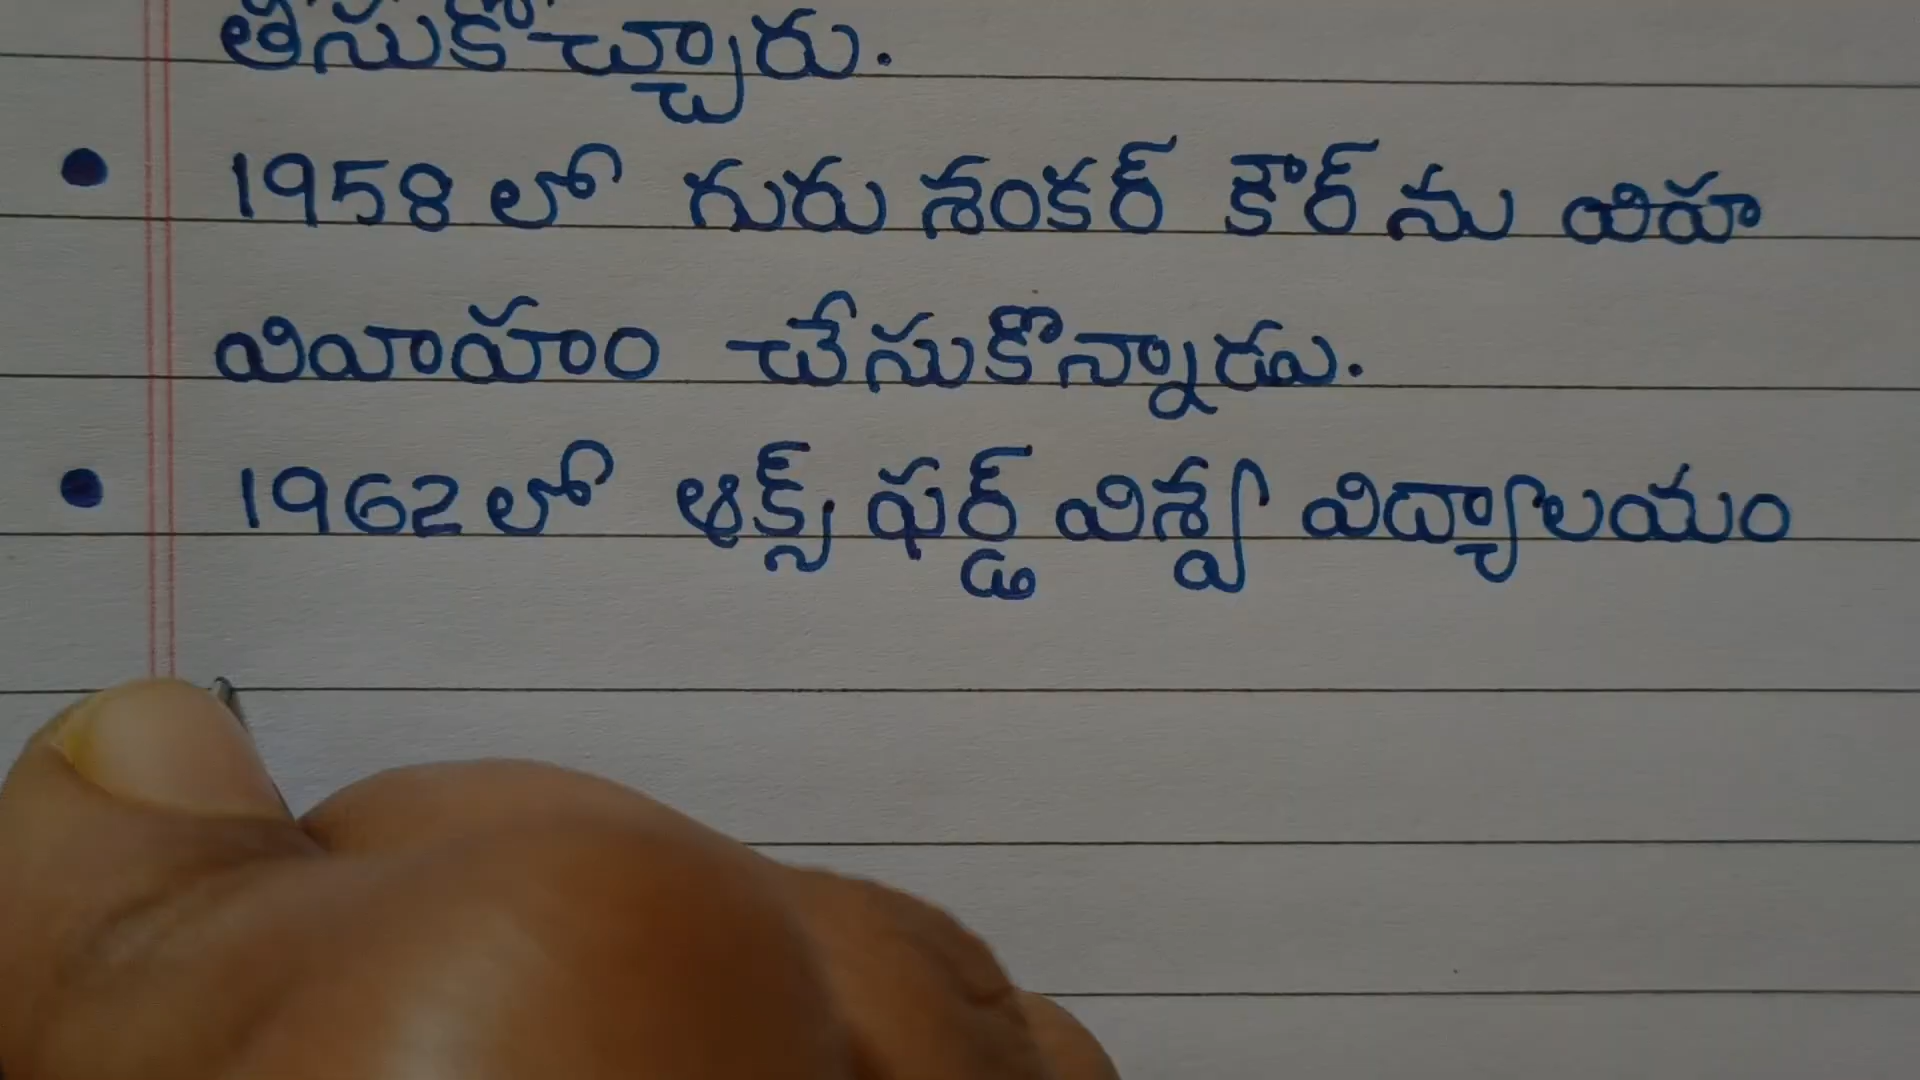 తీసుకొచ్చారు.
• 1958 లో గురు శంకర్ కౌర్ ను విహ
వివాహం చేసుకొన్నాడు.
• 1962 లో ఆక్స్ ఫర్డ్ విశ్వ విద్యాలయం